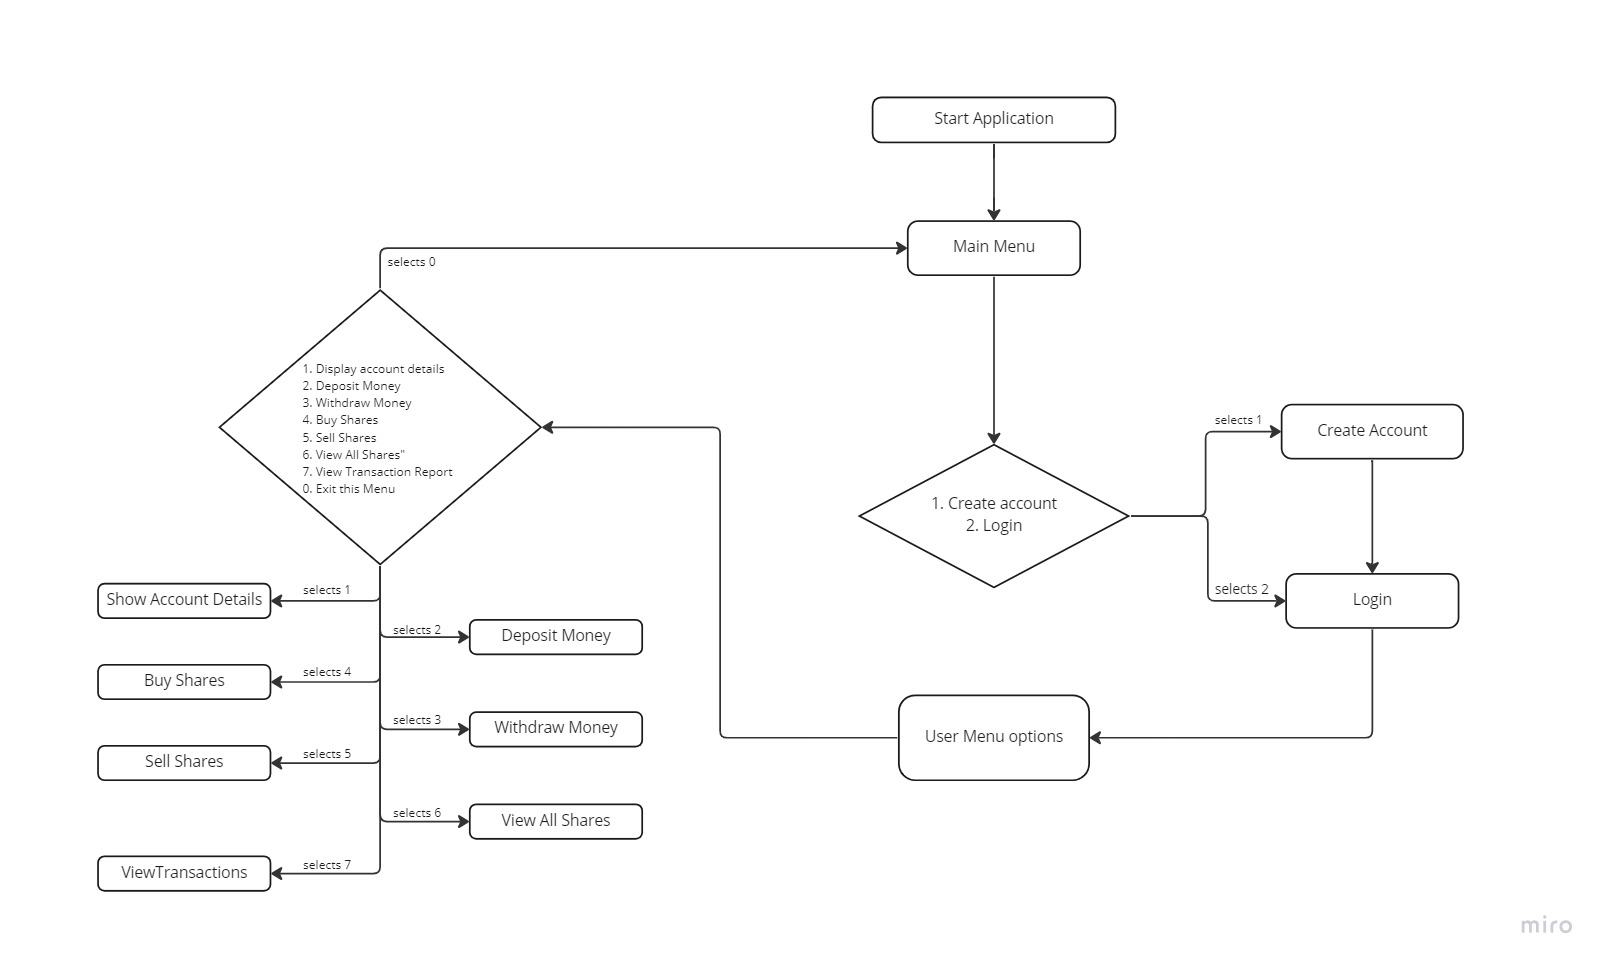 Start Application
Main Menu
selects 0
1. Display account details
2. Deposit Money
3. Withdraw Money
4. Buy Shares
5. Sell Shares
6. View All Shares"
7. View Transaction Report
0. Exit this Menu
1. Create account
2. Login
selects 1
Create Account
selects 2
Login
User Menu options
selects 1
Show Account Details
selects 2
Deposit Money
selects 4
Buy Shares
selects 3
Withdraw Money
selects 5
Sell Shares
selects 6
View All Shares
selects 7
ViewTransactions
miro